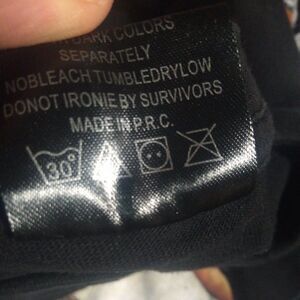 DARK COLORS
SEPARATELY
NOBLEACH TUMBLEDRYLOW
DONOT IRONIE BY SURVIVORS
MADE IN P.R.C.
30°